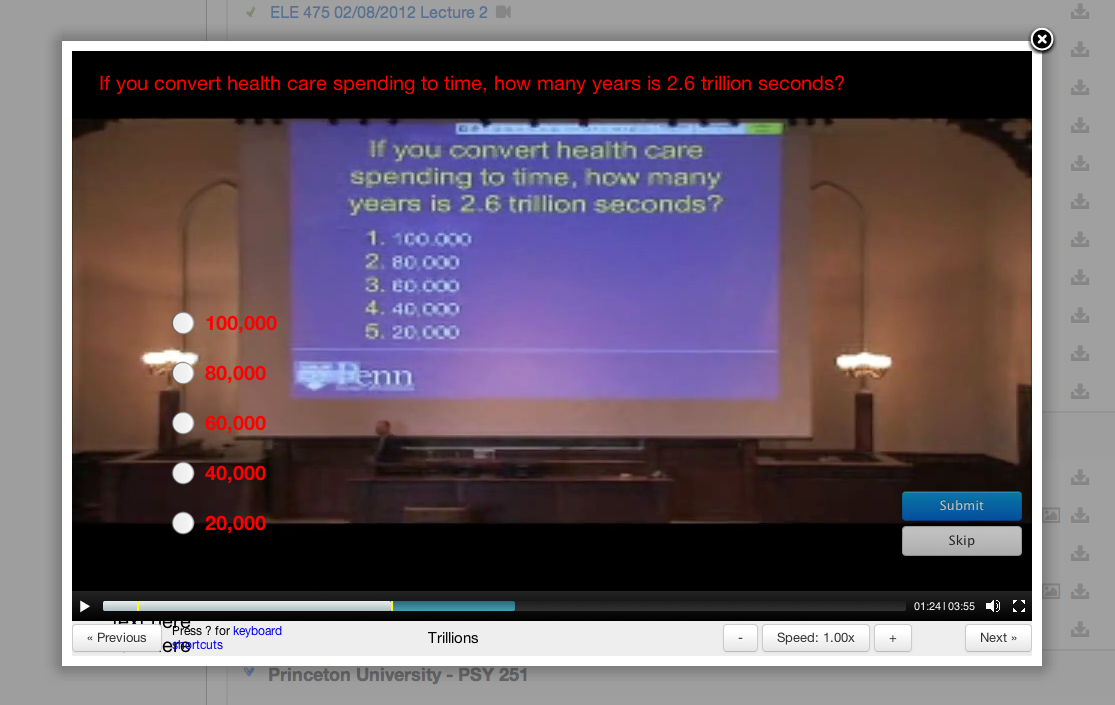 ELE 475 02/08/2012 Lecture 2
If you convert health care spending to time, how many years is 2.6 trillion seconds?
If you convert health care
spending to time, how many
years is 2.6 trillion seconds?
1. 100,000
2. 80,000
3. 60,000
4. 40,000
5. 20,000
Penn
100,000
80,000
60,000
40,000
20,000
Submit
Skip
01:24 | 03:55
text here
« Previous
Press ? for keyboard
shortcuts
Trillions
-
Speed: 1.00x
+
Next »
Princeton University - PSY 251